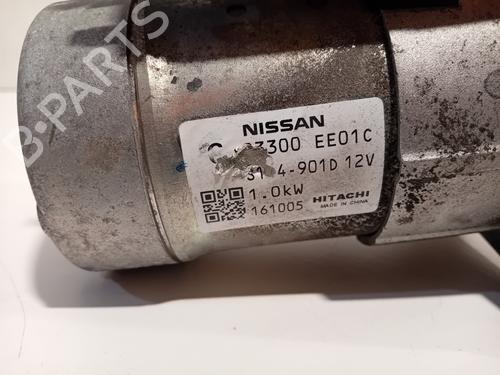 B-PARTS
NISSAN
3300 EE01C
4-901D 12V
1.0kW
161005
HITACHI
MADE IN CHINA